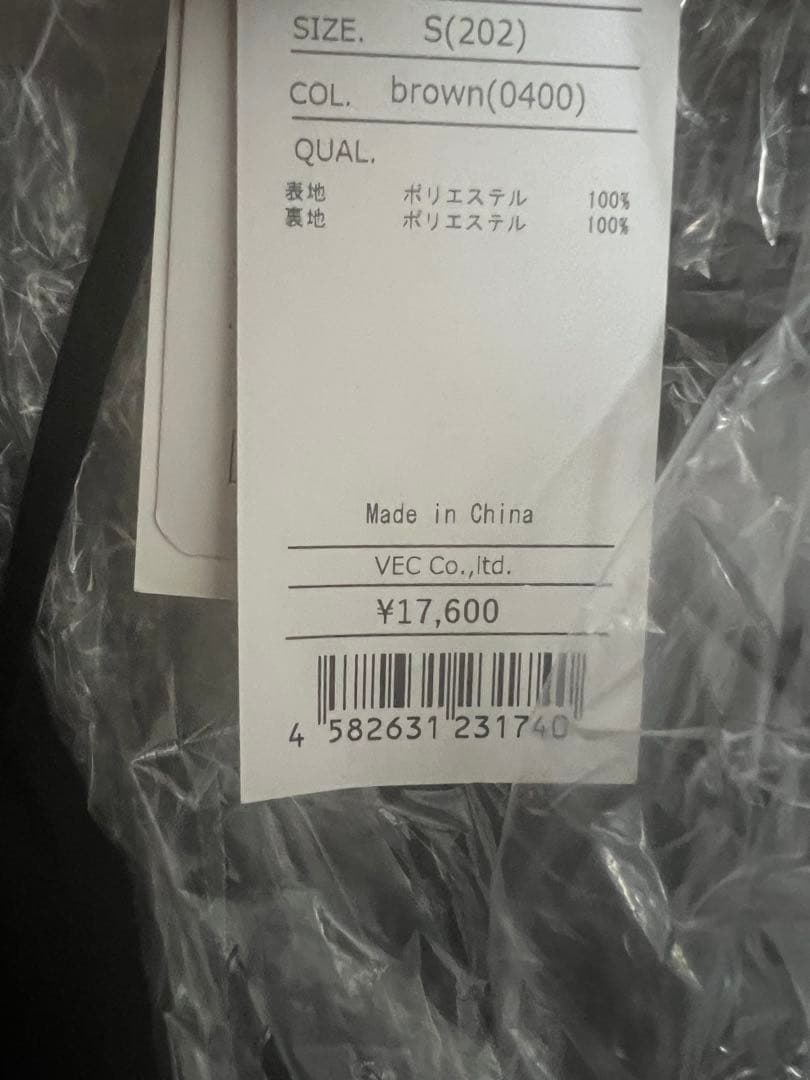 SIZE. S(202)
COL. brown(0400)
QUAL.
表地 ポリエステル 100%
裏地 ポリエステル 100%
Made in China
VEC Co.,ltd.
¥17,600
4 582631 231740